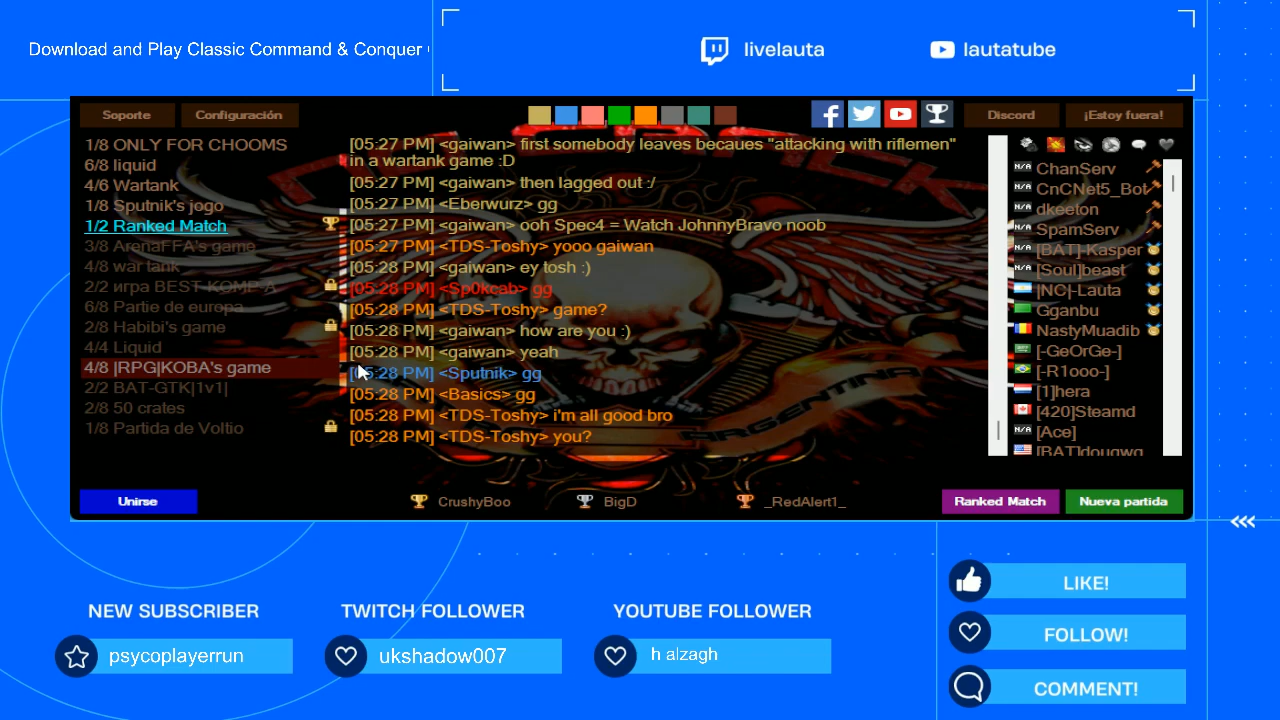 Download and Play Classic Command & Conquer
livelauta
lautatube
Soporte
Configuración
Discord
¡Estoy fuera!
1/8 ONLY FOR CHOOMS
6/8 liquid
4/6 Wartank
1/8 Sputnik's jogo
1/2 Ranked Match
3/8 ArenaFFA's game
4/8 war tank
2/2 игра BEST-KOMP-A
6/8 Partie de europa
2/8 Habibi's game
4/4 Liquid
4/8 |RPG|KOBA's game
2/2 BAT-GTK|1v1|
2/8 50 crates
1/8 Partida de Voltio
[05:27 PM] <gaiwan> first somebody leaves becaues "attacking with riflemen"
in a wartank game :D
[05:27 PM] <gaiwan> then lagged out :/
[05:27 PM] <Eberwurz> gg
[05:27 PM] <gaiwan> ooh Spec4 = Watch JohnnyBravo noob
[05:27 PM] <TDS-Toshy> yooo gaiwan
[05:28 PM] <gaiwan> ey tosh :)
[05:28 PM] <Sp0kcab> gg
[05:28 PM] <TDS-Toshy> game?
[05:28 PM] <gaiwan> how are you :)
[05:28 PM] <gaiwan> yeah
[05:28 PM] <Sputnik> gg
[05:28 PM] <Basics> gg
[05:28 PM] <TDS-Toshy> i'm all good bro
[05:28 PM] <TDS-Toshy> you?
ARGENTINA
N/A ChanServ
N/A CnCNet5_Bot
N/A dkeeton
N/A SpamServ
N/A [BAT]-Kasper
N/A [Soul]beast
|NC|-Lauta
Gganbu
NastyMuadib
[-GeOrGe-]
[-R1ooo-]
[1]hera
[420]Steamd
N/A [Ace]
[BAT]dougwg
Unirse
CrushyBoo
BigD
_RedAlert1_
Ranked Match
Nueva partida
NEW SUBSCRIBER
psycoplayerrun
TWITCH FOLLOWER
ukshadow007
YOUTUBE FOLLOWER
h alzagh
LIKE!
FOLLOW!
COMMENT!